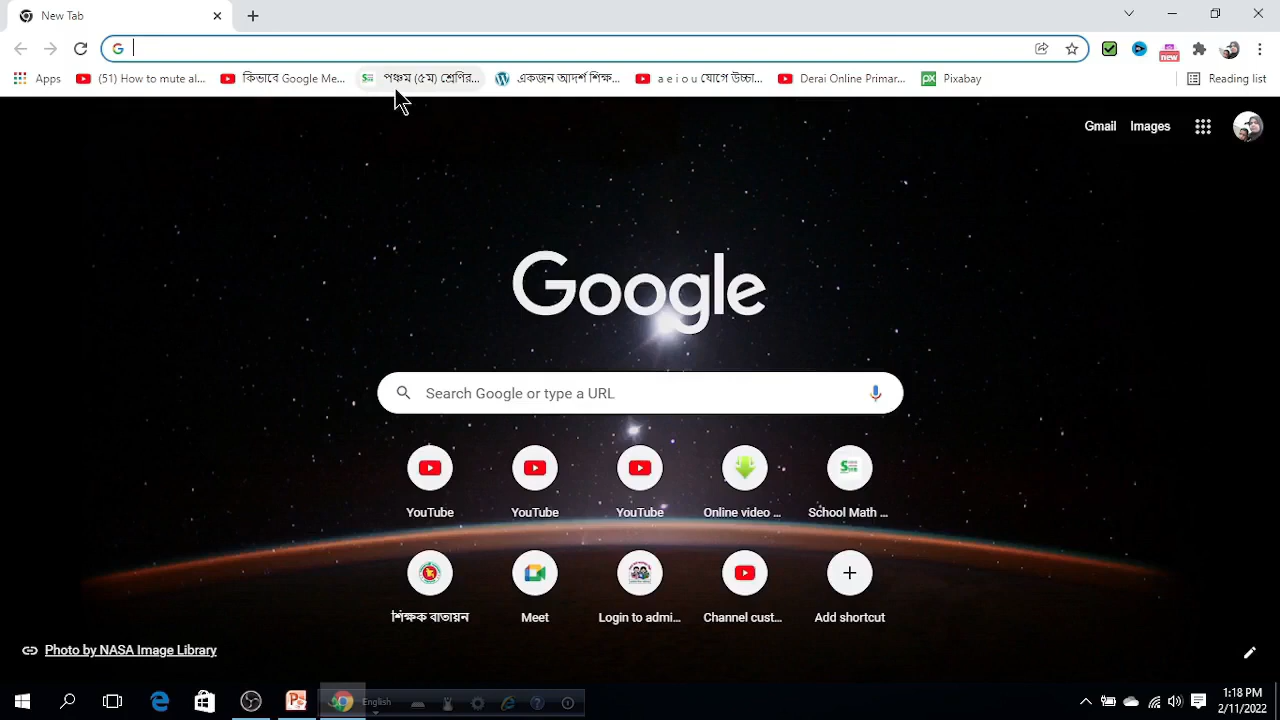 New Tab
Apps (51) How to mute al... কিভাবে Google Me... পঞ্চম (৫ম) শ্রেণির... একজন আদর্শ শিক্ষ... a e i o u যোগে উচ্চা... Derai Online Primar... Pixabay Reading list
new
Gmail Images
Google
Search Google or type a URL
YouTube YouTube YouTube Online video ... School Math ...
শিক্ষক বাতায়ন Meet Login to admi... Channel cust... Add shortcut
Photo by NASA Image Library
English 1:18 PM
2/11/2022